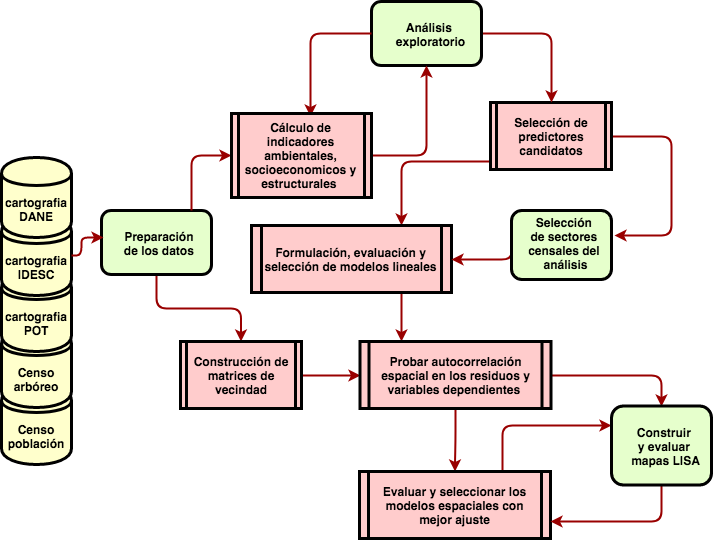 Análisis
exploratorio
Cálculo de
indicadores
ambientales,
socioeconomicos y
estructurales
Selección de
predictores
candidatos
cartografia
DANE
cartografia
IDESC
cartografia
POT
Censo
arbóreo
Censo
población
Preparación
de los datos
Formulación, evaluación y
selección de modelos lineales
Selección
de sectores
censales del
análisis
Construcción de
matrices de
vecindad
Probar autocorrelación
espacial en los residuos y
variables dependientes
Construir
y evaluar
mapas LISA
Evaluar y seleccionar los
modelos espaciales con
mejor ajuste